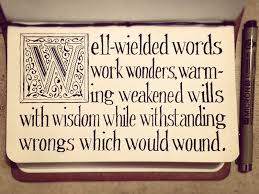 Well-wielded words
work wonders, warm-
ing weakened wills
with wisdom while withstanding
wrongs which would wound.